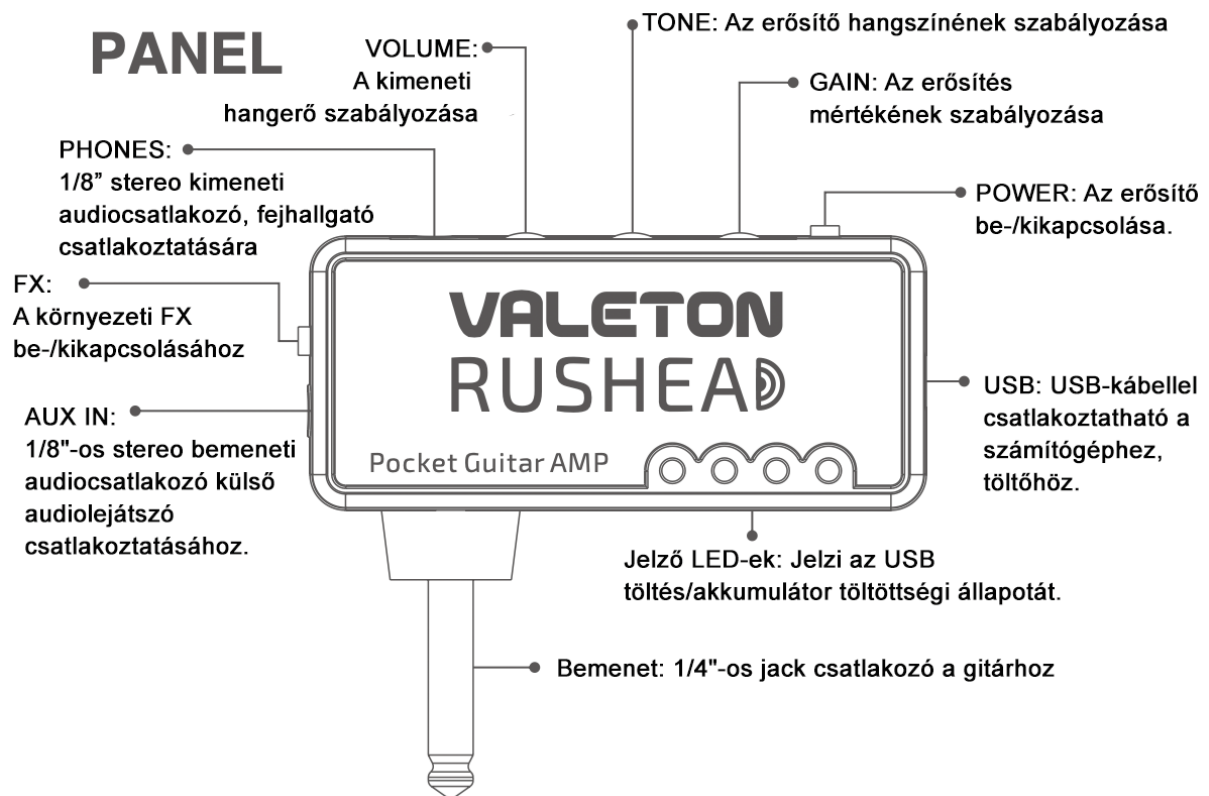 PANEL
VOLUME:
A kimeneti
hangerő szabályozása
TONE: Az erősítő hangszínének szabályozása
GAIN: Az erősítés
mértékének szabályozása
PHONES:
1/8” stereo kimeneti
audiocsatlakozó, fejhallgató
csatlakoztatására
POWER: Az erősítő
be-/kikapcsolása.
FX:
A környezeti FX
be-/kikapcsolásához
VALETON
RUSHEAD
Pocket Guitar AMP
AUX IN:
1/8"-os stereo bemeneti
audiocsatlakozó külső
audiolejátszó
csatlakoztatásához.
USB: USB-kábellel
csatlakoztatható a
számítógéphez,
töltőhöz.
Jelző LED-ek: Jelzi az USB
töltés/akkumulátor töltöttségi állapotát.
Bemenet: 1/4"-os jack csatlakozó a gitárhoz